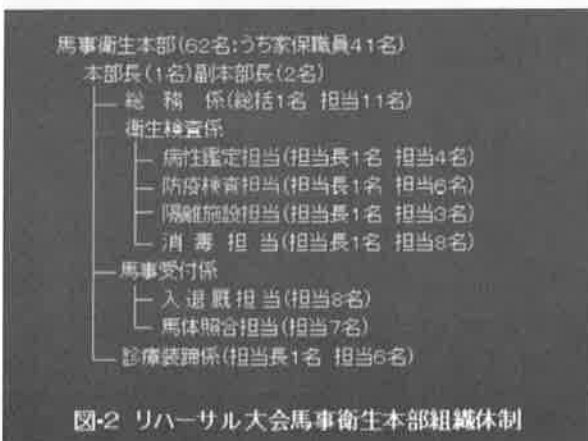 馬事衛生本部(62名:うち家保職員41名)
本部長(1名)副本部長(2名)
総 務 係(総括1名 担当11名)
衛生検査係
病性鑑定担当(担当長1名 担当4名)
防疫検査担当(担当長1名 担当6名)
隔離施設担当(担当長1名 担当3名)
消 毒 担 当(担当長1名 担当8名)
馬事受付係
入 退 厩 担 当(担当8名)
馬体照合担当(担当7名)
診療装蹄係(担当長1名 担当6名)
図-2 リハーサル大会馬事衛生本部組織体制